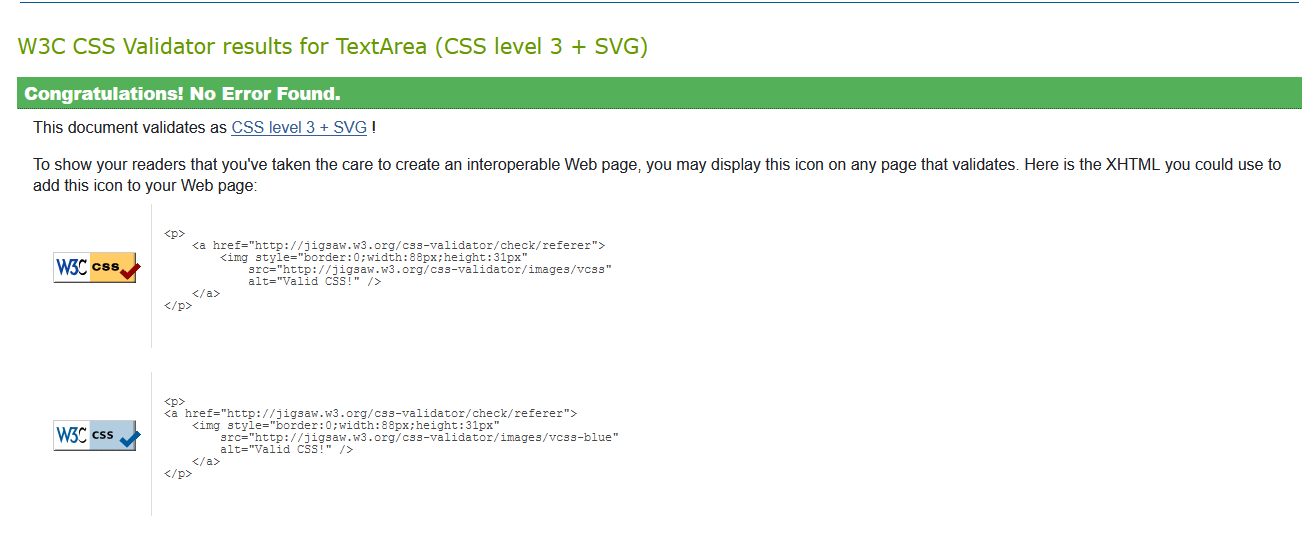 W3C CSS Validator results for TextArea (CSS level 3 + SVG)
Congratulations! No Error Found.
This document validates as CSS level 3 + SVG !
To show your readers that you've taken the care to create an interoperable Web page, you may display this icon on any page that validates. Here is the XHTML you could use to
add this icon to your Web page:
W3C css
<p>
    <a href="http://jigsaw.w3.org/css-validator/check/referer">
        <img style="border:0;width:88px;height:31px"
            src="http://jigsaw.w3.org/css-validator/images/vcss"
            alt="Valid CSS!" />
    </a>
</p>
W3C css
<p>
<a href="http://jigsaw.w3.org/css-validator/check/referer">
    <img style="border:0;width:88px;height:31px"
        src="http://jigsaw.w3.org/css-validator/images/vcss-blue"
        alt="Valid CSS!" />
    </a>
</p>